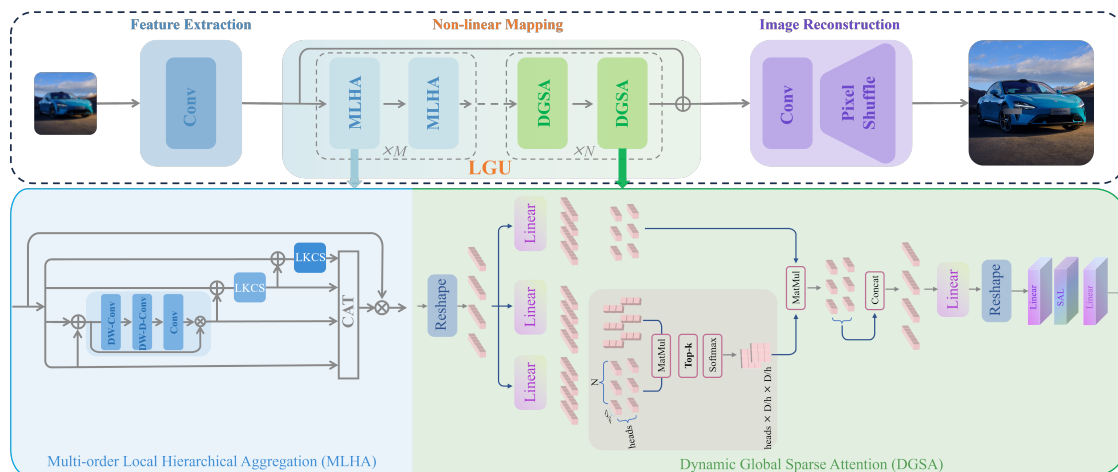 Feature Extraction
Non-linear Mapping
Image Reconstruction
Conv
MLHA
MLHA
×M
DGSA
DGSA
×N
LGU
Conv
Pixel Shuffle
LKCS
LKCS
DW-Conv
DW-D-Conv
Conv
CAT
Multi-order Local Hierarchical Aggregation (MLHA)
Reshape
Linear
Linear
Linear
N
heads
MatMul
Top-k
Softmax
heads × D/h × D/h
MatMul
Concat
Linear
Reshape
Linear
SAL
Linear
Dynamic Global Sparse Attention (DGSA)